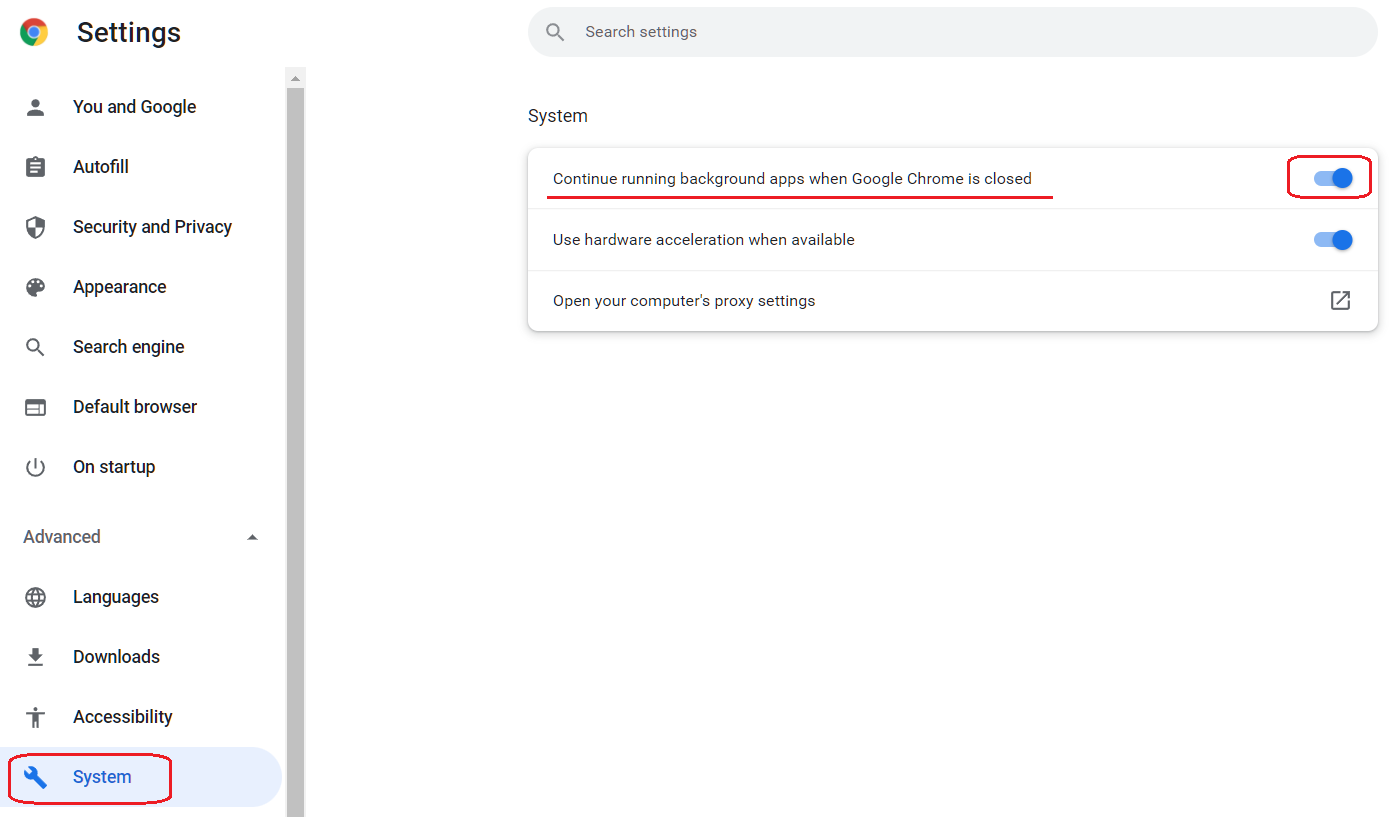 Settings
Search settings
You and Google
Autofill
Security and Privacy
Appearance
Search engine
Default browser
On startup
Advanced
Languages
Downloads
Accessibility
System
System
Continue running background apps when Google Chrome is closed
Use hardware acceleration when available
Open your computer's proxy settings